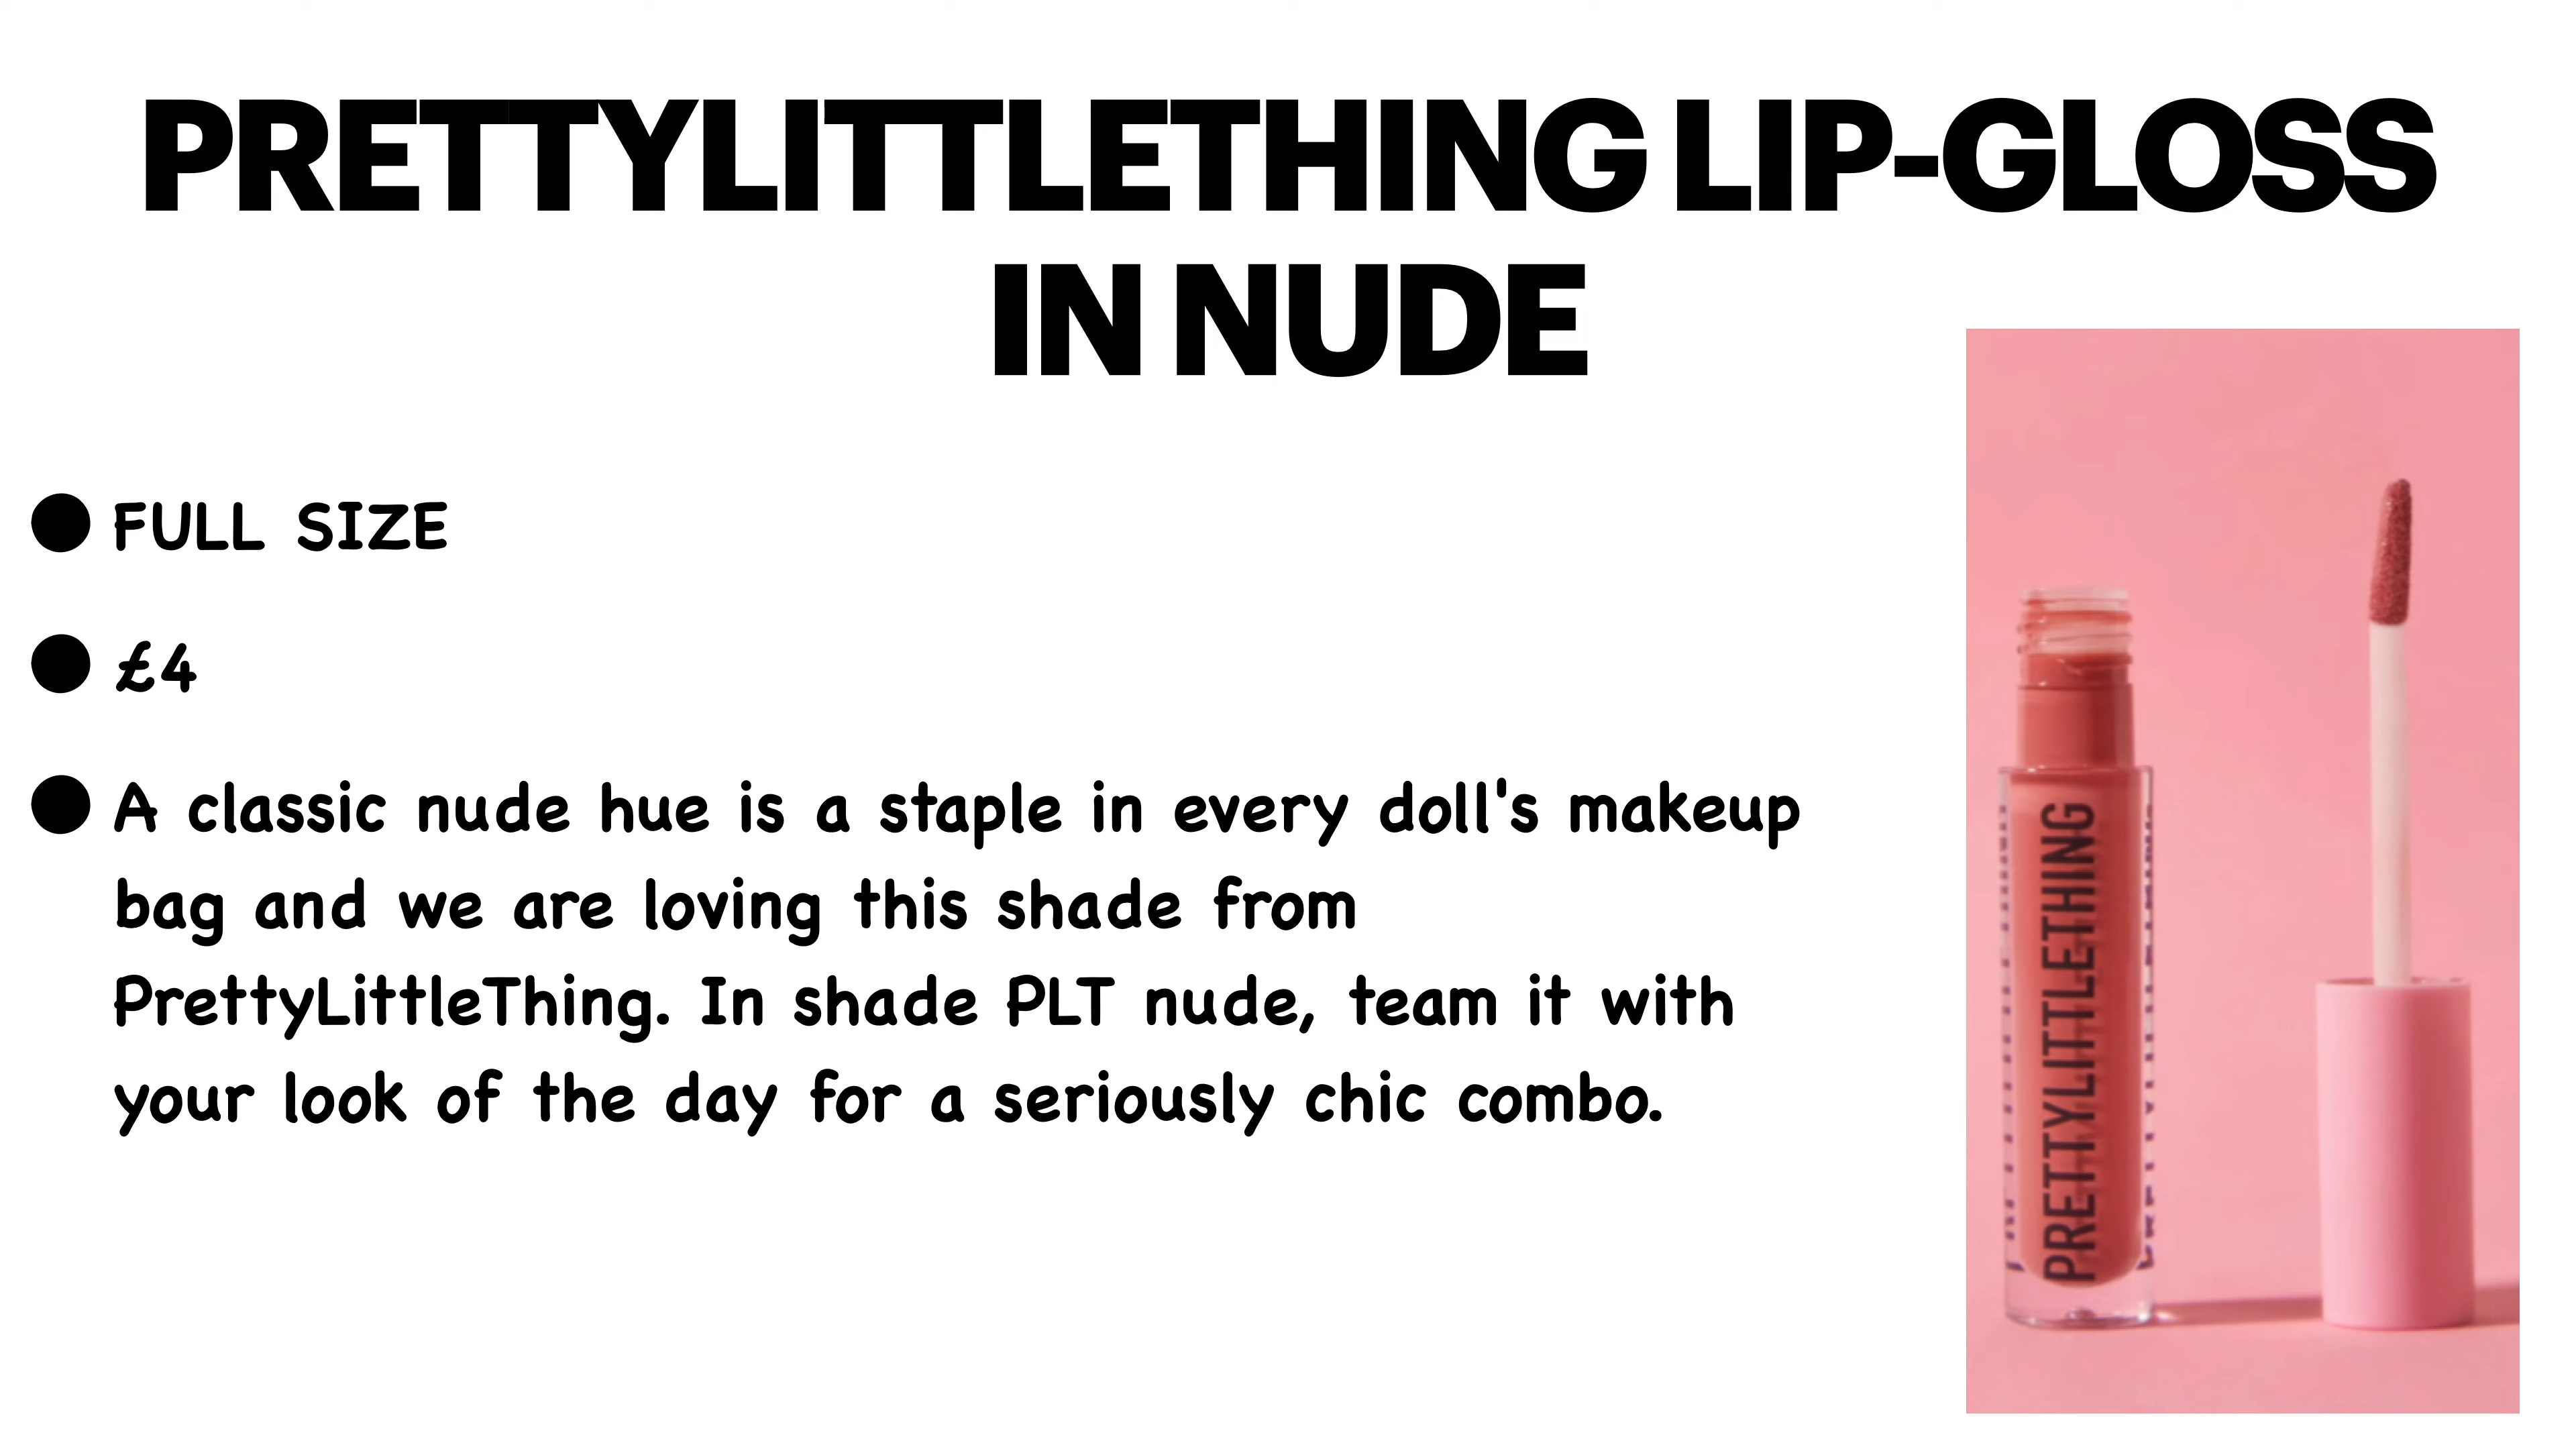 PRETTYLITTLETHING LIP-GLOSS
IN NUDE
FULL SIZE
£4
A classic nude hue is a staple in every doll's makeup
bag and we are loving this shade from
PrettyLittleThing. In shade PLT nude, team it with
your look of the day for a seriously chic combo.
PRETTYLITTLETHING